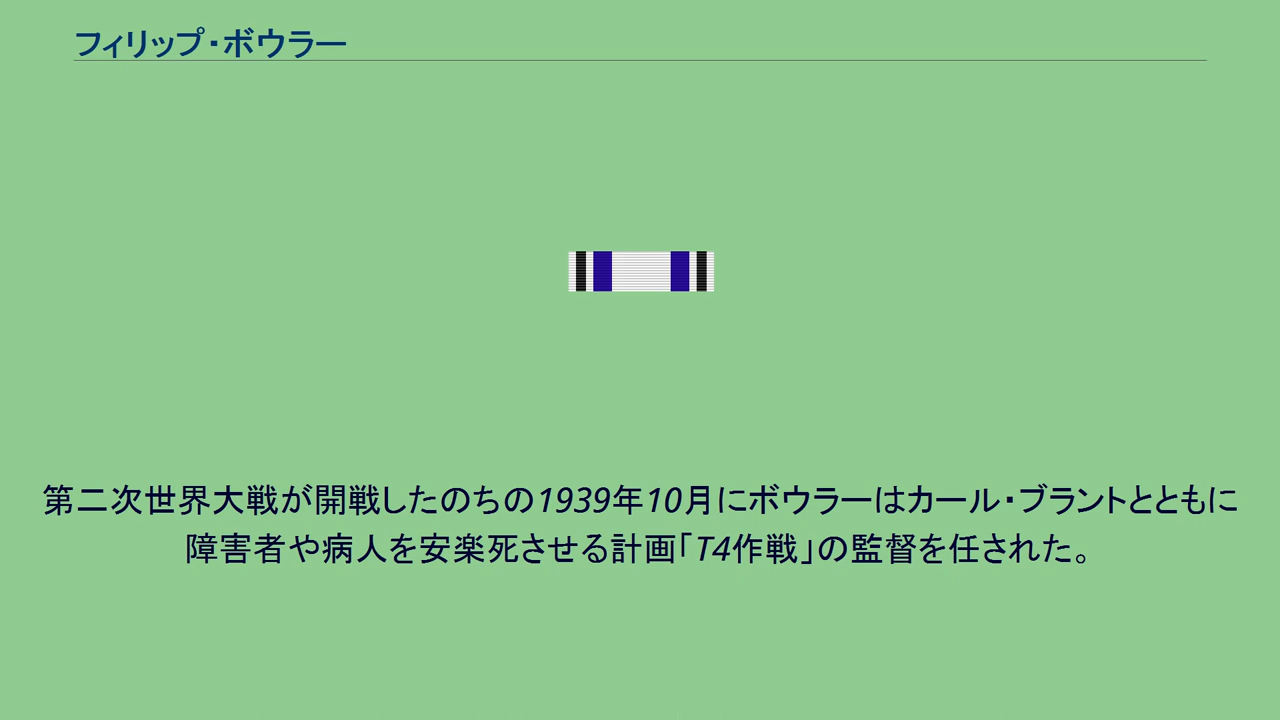 フィリップ・ボウラー
第二次世界大戦が開戦したのちの1939年10月にボウラーはカール・ブラントとともに
障害者や病人を安楽死させる計画「T4作戦」の監督を任された。